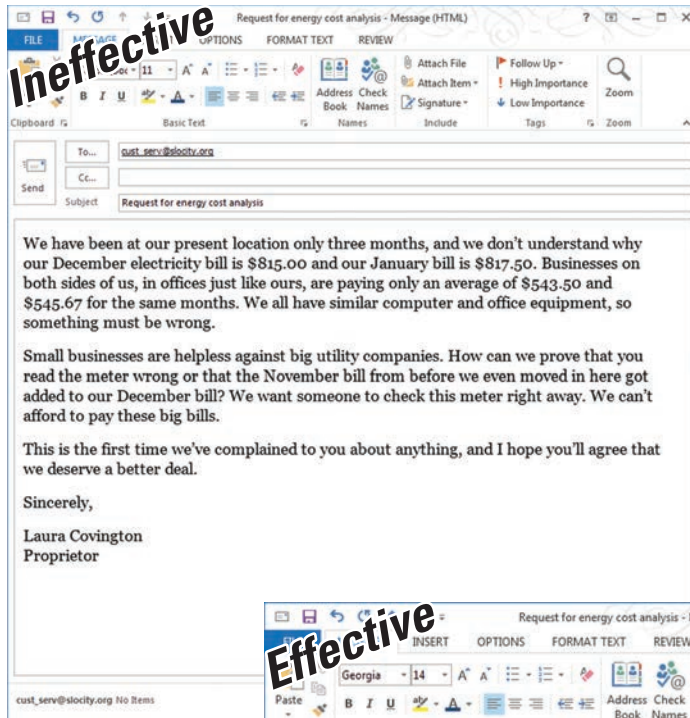 Request for energy cost analysis - Message (HTML)
Ineffective
FILE OPTIONS FORMAT TEXT REVIEW
11 A A Attach File Follow Up
Attach Item High Importance
B I U A Address Check Signature Low Importance Zoom
Book Names
Clipboard Basic Text Names Include Tags Zoom
To... cust_serv@slocity.org
Cc...
Send
Subject Request for energy cost analysis
We have been at our present location only three months, and we don't understand why
our December electricity bill is $815.00 and our January bill is $817.50. Businesses on
both sides of us, in offices just like ours, are paying only an average of $543.50 and
$545.67 for the same months. We all have similar computer and office equipment, so
something must be wrong.
Small businesses are helpless against big utility companies. How can we prove that you
read the meter wrong or that the November bill from before we even moved in here got
added to our December bill? We want someone to check this meter right away. We can't
afford to pay these big bills.
This is the first time we've complained to you about anything, and I hope you'll agree that
we deserve a better deal.
Sincerely,
Laura Covington
Proprietor
cust_serv@slocity.org No Items
Request for energy cost analysis -
Effective
INSERT OPTIONS FORMAT TEXT REVIEW
Georgia 14 A A
Paste B I U A Address Check
Book Names